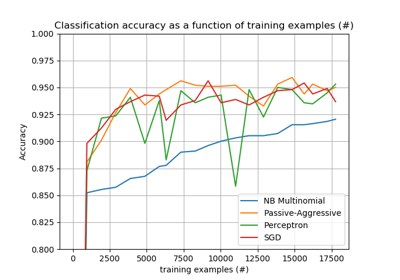 Classification accuracy as a function of training examples (#)
1.000
0.975
0.950
0.925
0.900
0.875
0.850
0.825
0.800
Accuracy
NB Multinomial
Passive-Aggressive
Perceptron
SGD
0 2500 5000 7500 10000 12500 15000 17500
training examples (#)